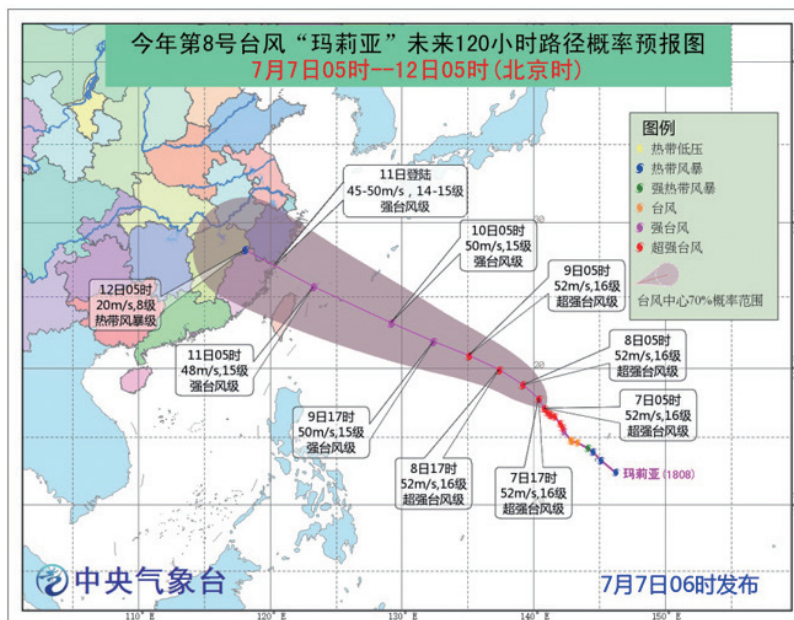 今年第8号台风“玛莉亚”未来120小时路径概率预报图
7月7日05时--12日05时(北京时)
图例
热带低压
热带风暴
强热带风暴
台风
强台风
超强台风
台风中心70%概率范围
11日登陆
45-50m/s，14-15级
强台风级
10日05时
50m/s,15级
强台风级
9日05时
52m/s,16级
超强台风级
12日05时
20m/s,8级
热带风暴级
8日05时
52m/s,16级
超强台风级
11日05时
48m/s,15级
强台风级
7日05时
52m/s,16级
超强台风级
9日17时
50m/s,15级
强台风级
8日17时
52m/s,16级
超强台风级
7日17时
52m/s,16级
超强台风级
玛莉亚(1808)
中央气象台
7月7日06时发布
20
110°E
120°E
130°E
140°E
150°E